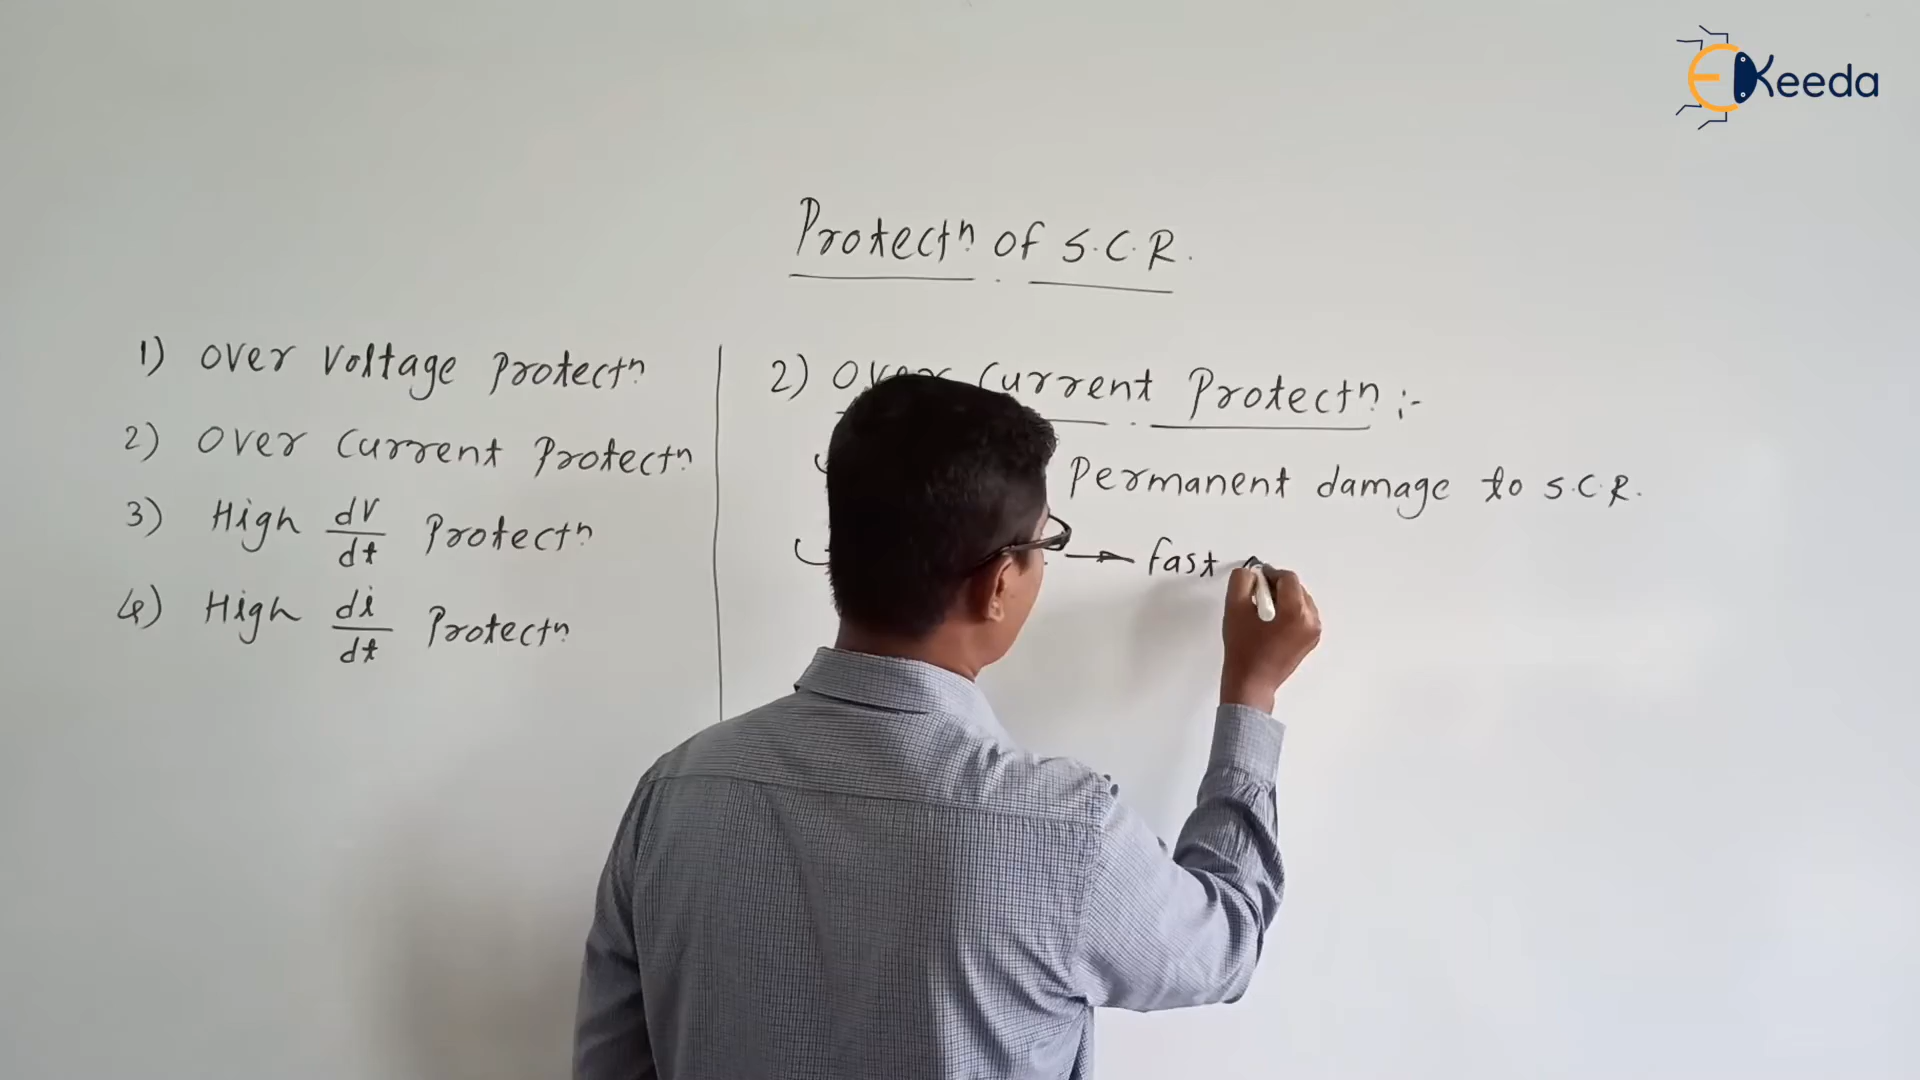 EKeeda
Protectⁿ of S.C.R.
1) Over Voltage Protectⁿ
2) Over Current Protectⁿ
3) High dv/dt Protectⁿ
4) High di/dt Protectⁿ
2) Over Current Protectⁿ :-
Permanent damage to S.C.R.
→ fast